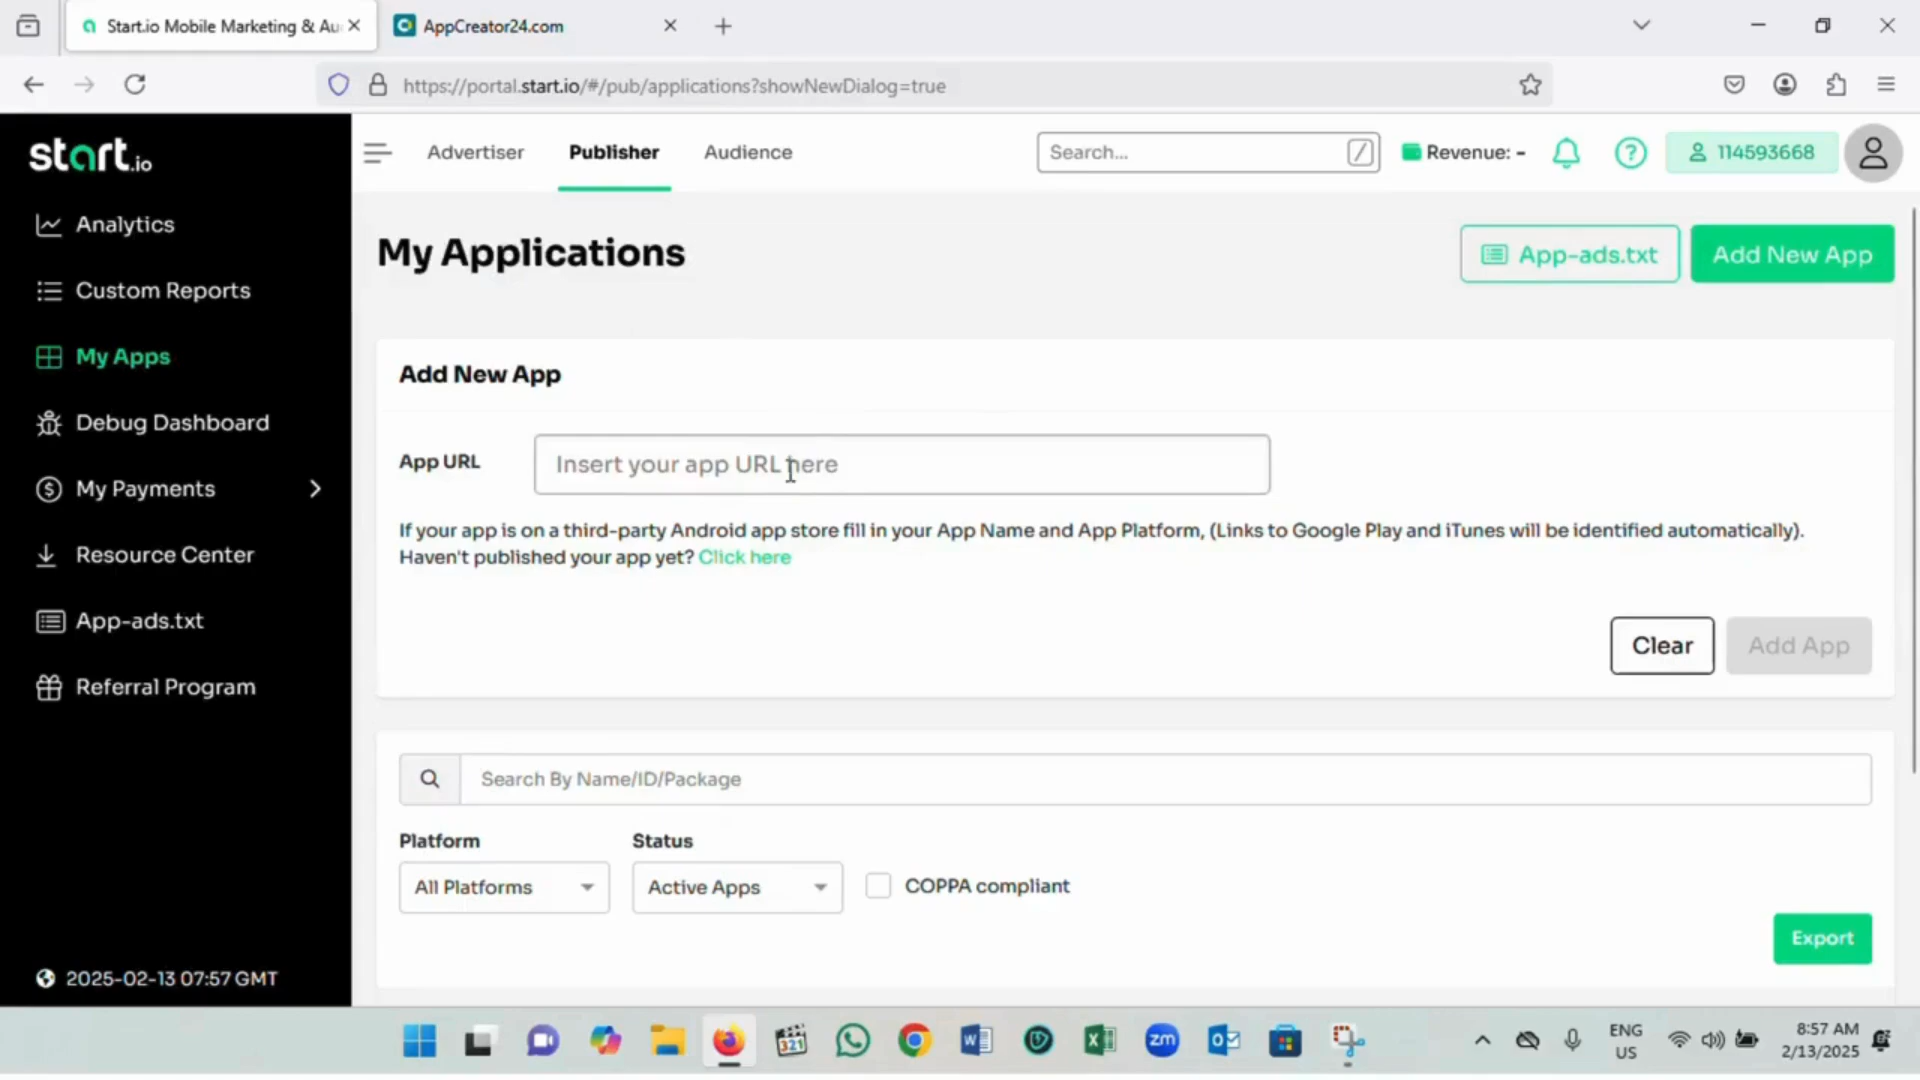 Start.io Mobile Marketing & Au
AppCreator24.com
https://portal.start.io/#/pub/applications?showNewDialog=true
start.io
Advertiser
Publisher
Audience
Search...
/
Revenue: -
?
114593668
Analytics
Custom Reports
My Apps
Debug Dashboard
My Payments
Resource Center
App-ads.txt
Referral Program
2025-02-13 07:57 GMT
My Applications
App-ads.txt
Add New App
Add New App
App URL
Insert your app URL here
If your app is on a third-party Android app store fill in your App Name and App Platform, (Links to Google Play and iTunes will be identified automatically).
Haven't published your app yet? Click here
Clear
Add App
Search By Name/ID/Package
Platform
Status
All Platforms
Active Apps
COPPA compliant
Export
321
zm
ENG
US
8:57 AM
2/13/2025